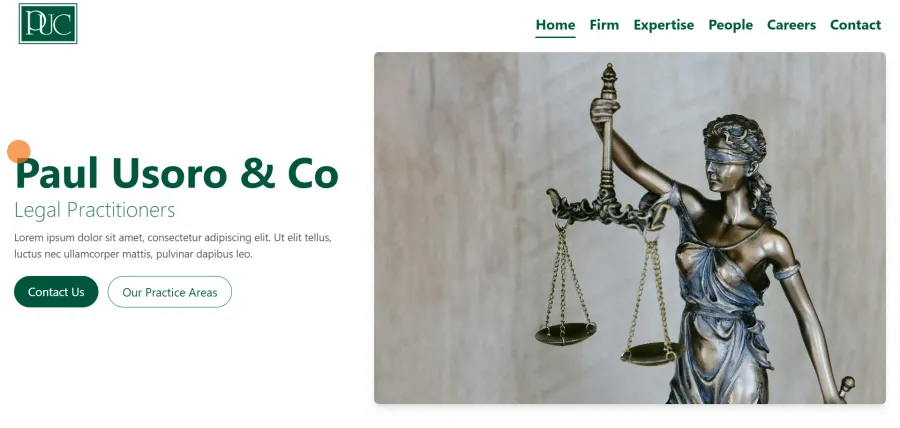 PUC
Home Firm Expertise People Careers Contact
Paul Usoro & Co
Legal Practitioners
Lorem ipsum dolor sit amet, consectetur adipiscing elit. Ut elit tellus,
luctus nec ullamcorper mattis, pulvinar dapibus leo.
Contact Us Our Practice Areas